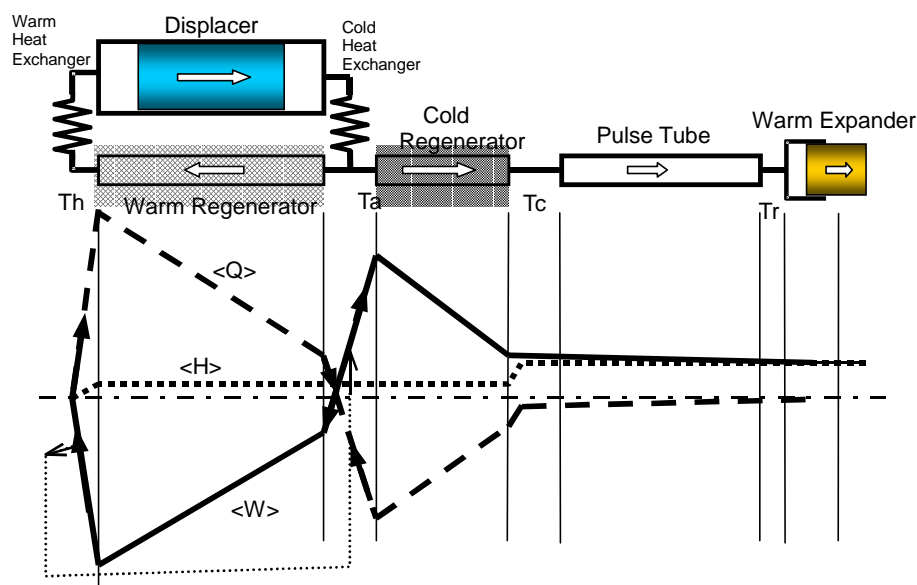 Warm
Heat
Exchanger
Displacer
Cold
Heat
Exchanger
Cold
Regenerator
Pulse Tube
Warm Expander
Th
Warm Regenerator
Ta
Tc
Tr
<Q>
<H>
<W>